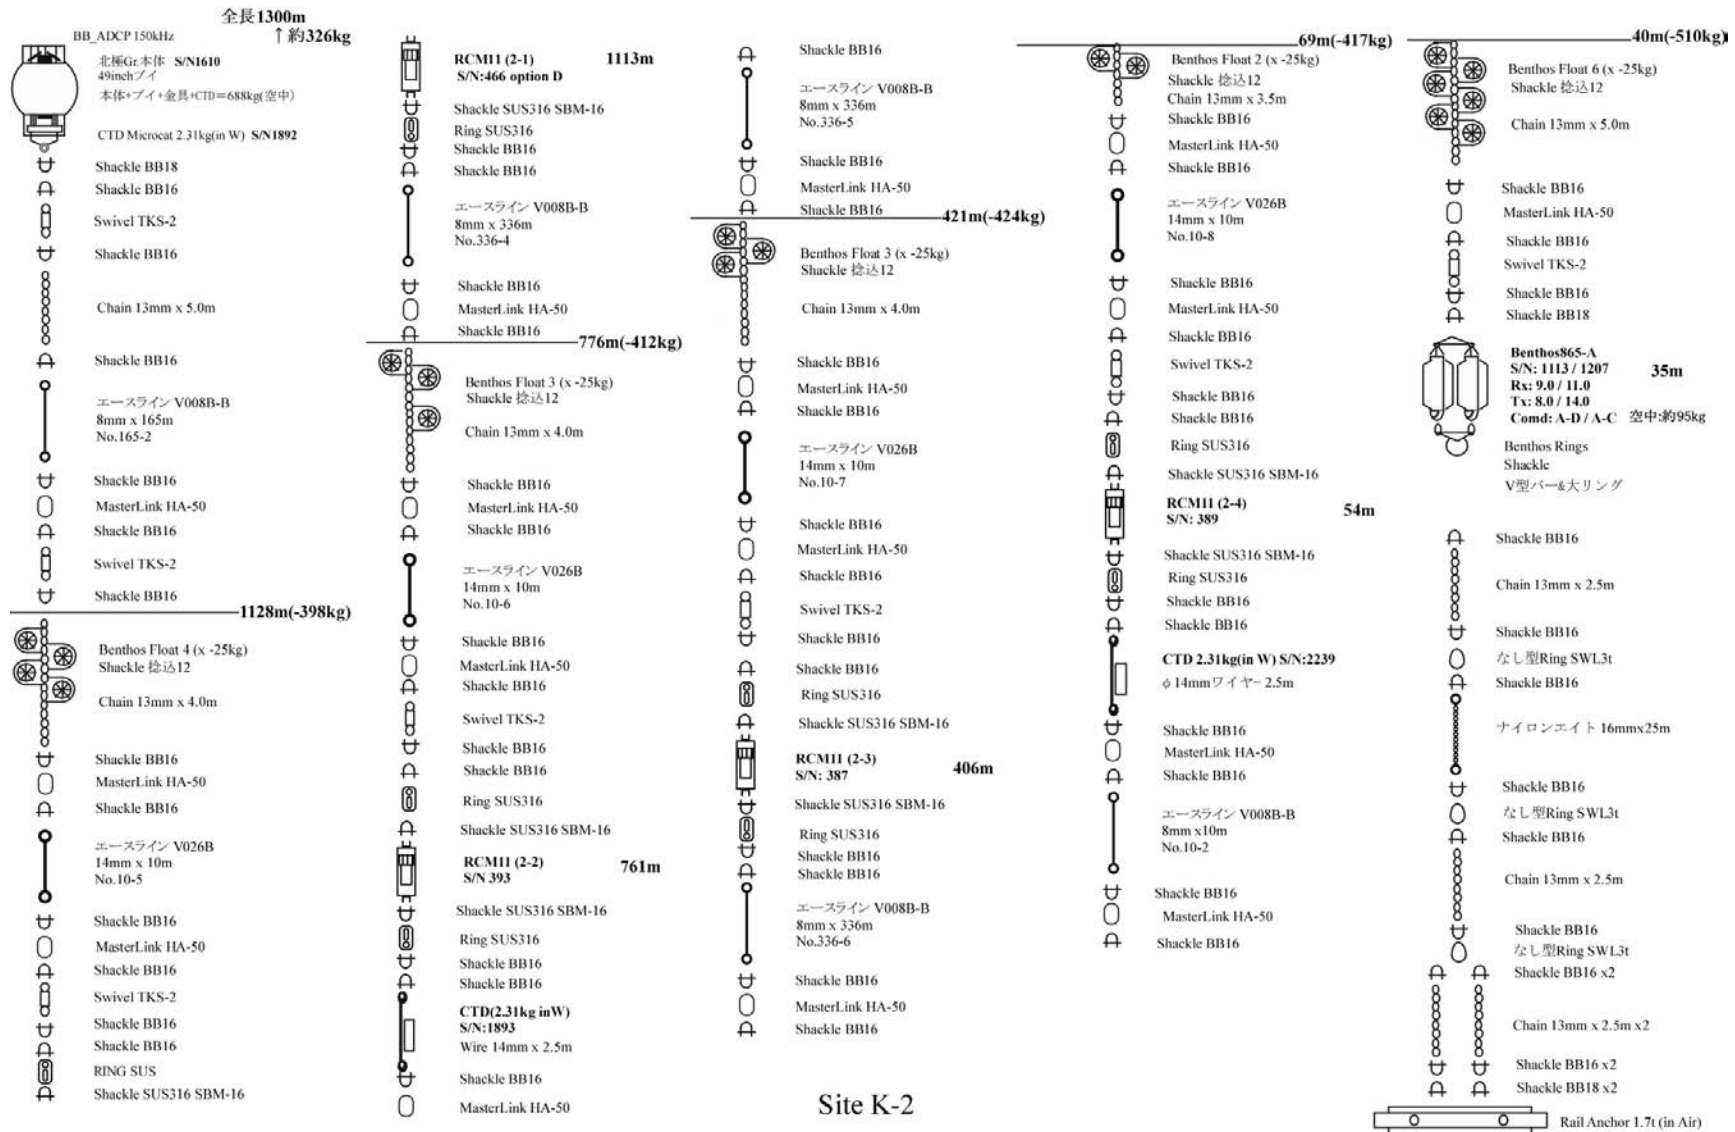 全長1300m
↑約326kg
BB_ADCP 150kHz
北極Gr.本体 S/N1610
49inchブイ
本体+ブイ+金具+CTD=688kg(空中)
CTD Microcat 2.31kg(in W) S/N1892
Shackle BB18
Shackle BB16
Swivel TKS-2
Shackle BB16
Chain 13mm x 5.0m
Shackle BB16
エースライン V008B-B
8mm x 165m
No.165-2
Shackle BB16
MasterLink HA-50
Shackle BB16
Swivel TKS-2
Shackle BB16
1128m(-398kg)
Benthos Float 4 (x -25kg)
Shackle 捻込12
Chain 13mm x 4.0m
Shackle BB16
MasterLink HA-50
Shackle BB16
エースライン V026B
14mm x 10m
No.10-5
Shackle BB16
MasterLink HA-50
Shackle BB16
Swivel TKS-2
Shackle BB16
Shackle BB16
RING SUS
Shackle SUS316 SBM-16
RCM11 (2-1) 1113m
S/N:466 option D
Shackle SUS316 SBM-16
Ring SUS316
Shackle BB16
Shackle BB16
エースライン V008B-B
8mm x 336m
No.336-4
Shackle BB16
MasterLink HA-50
Shackle BB16
776m(-412kg)
Benthos Float 3 (x -25kg)
Shackle 捻込12
Chain 13mm x 4.0m
Shackle BB16
MasterLink HA-50
Shackle BB16
エースライン V026B
14mm x 10m
No.10-6
Shackle BB16
MasterLink HA-50
Shackle BB16
Swivel TKS-2
Shackle BB16
Shackle BB16
Ring SUS316
Shackle SUS316 SBM-16
RCM11 (2-2) 761m
S/N 393
Shackle SUS316 SBM-16
Ring SUS316
Shackle BB16
Shackle BB16
CTD(2.31kg inW)
S/N:1893
Wire 14mm x 2.5m
Shackle BB16
MasterLink HA-50
Shackle BB16
エースライン V008B-B
8mm x 336m
No.336-5
Shackle BB16
MasterLink HA-50
Shackle BB16
421m(-424kg)
Benthos Float 3 (x -25kg)
Shackle 捻込12
Chain 13mm x 4.0m
Shackle BB16
MasterLink HA-50
Shackle BB16
エースライン V026B
14mm x 10m
No.10-7
Shackle BB16
MasterLink HA-50
Shackle BB16
Swivel TKS-2
Shackle BB16
Shackle BB16
Ring SUS316
Shackle SUS316 SBM-16
RCM11 (2-3) 406m
S/N: 387
Shackle SUS316 SBM-16
Ring SUS316
Shackle BB16
Shackle BB16
エースライン V008B-B
8mm x 336m
No.336-6
Shackle BB16
MasterLink HA-50
Shackle BB16
69m(-417kg)
Benthos Float 2 (x -25kg)
Shackle 捻込12
Chain 13mm x 3.5m
Shackle BB16
MasterLink HA-50
Shackle BB16
エースライン V026B
14mm x 10m
No.10-8
Shackle BB16
MasterLink HA-50
Shackle BB16
Swivel TKS-2
Shackle BB16
Shackle BB16
Ring SUS316
Shackle SUS316 SBM-16
RCM11 (2-4) 54m
S/N: 389
Shackle SUS316 SBM-16
Ring SUS316
Shackle BB16
Shackle BB16
CTD 2.31kg(in W) S/N:2239
φ14mmワイヤー 2.5m
Shackle BB16
MasterLink HA-50
Shackle BB16
エースライン V008B-B
8mm x10m
No.10-2
Shackle BB16
MasterLink HA-50
Shackle BB16
40m(-510kg)
Benthos Float 6 (x -25kg)
Shackle 捻込12
Chain 13mm x 5.0m
Shackle BB16
MasterLink HA-50
Shackle BB16
Swivel TKS-2
Shackle BB16
Shackle BB18
Benthos865-A
S/N: 1113 / 1207 35m
Rx: 9.0 / 11.0
Tx: 8.0 / 14.0
Comd: A-D / A-C 空中:約95kg
Benthos Rings
Shackle
V型バー&大リング
Shackle BB16
Chain 13mm x 2.5m
Shackle BB16
なし型Ring SWL3t
Shackle BB16
ナイロンエイト 16mmx25m
Shackle BB16
なし型Ring SWL3t
Shackle BB16
Chain 13mm x 2.5m
Shackle BB16
なし型Ring SWL3t
Shackle BB16 x2
Chain 13mm x 2.5m x2
Shackle BB16 x2
Shackle BB18 x2
Rail Anchor 1.7t (in Air)
Site K-2